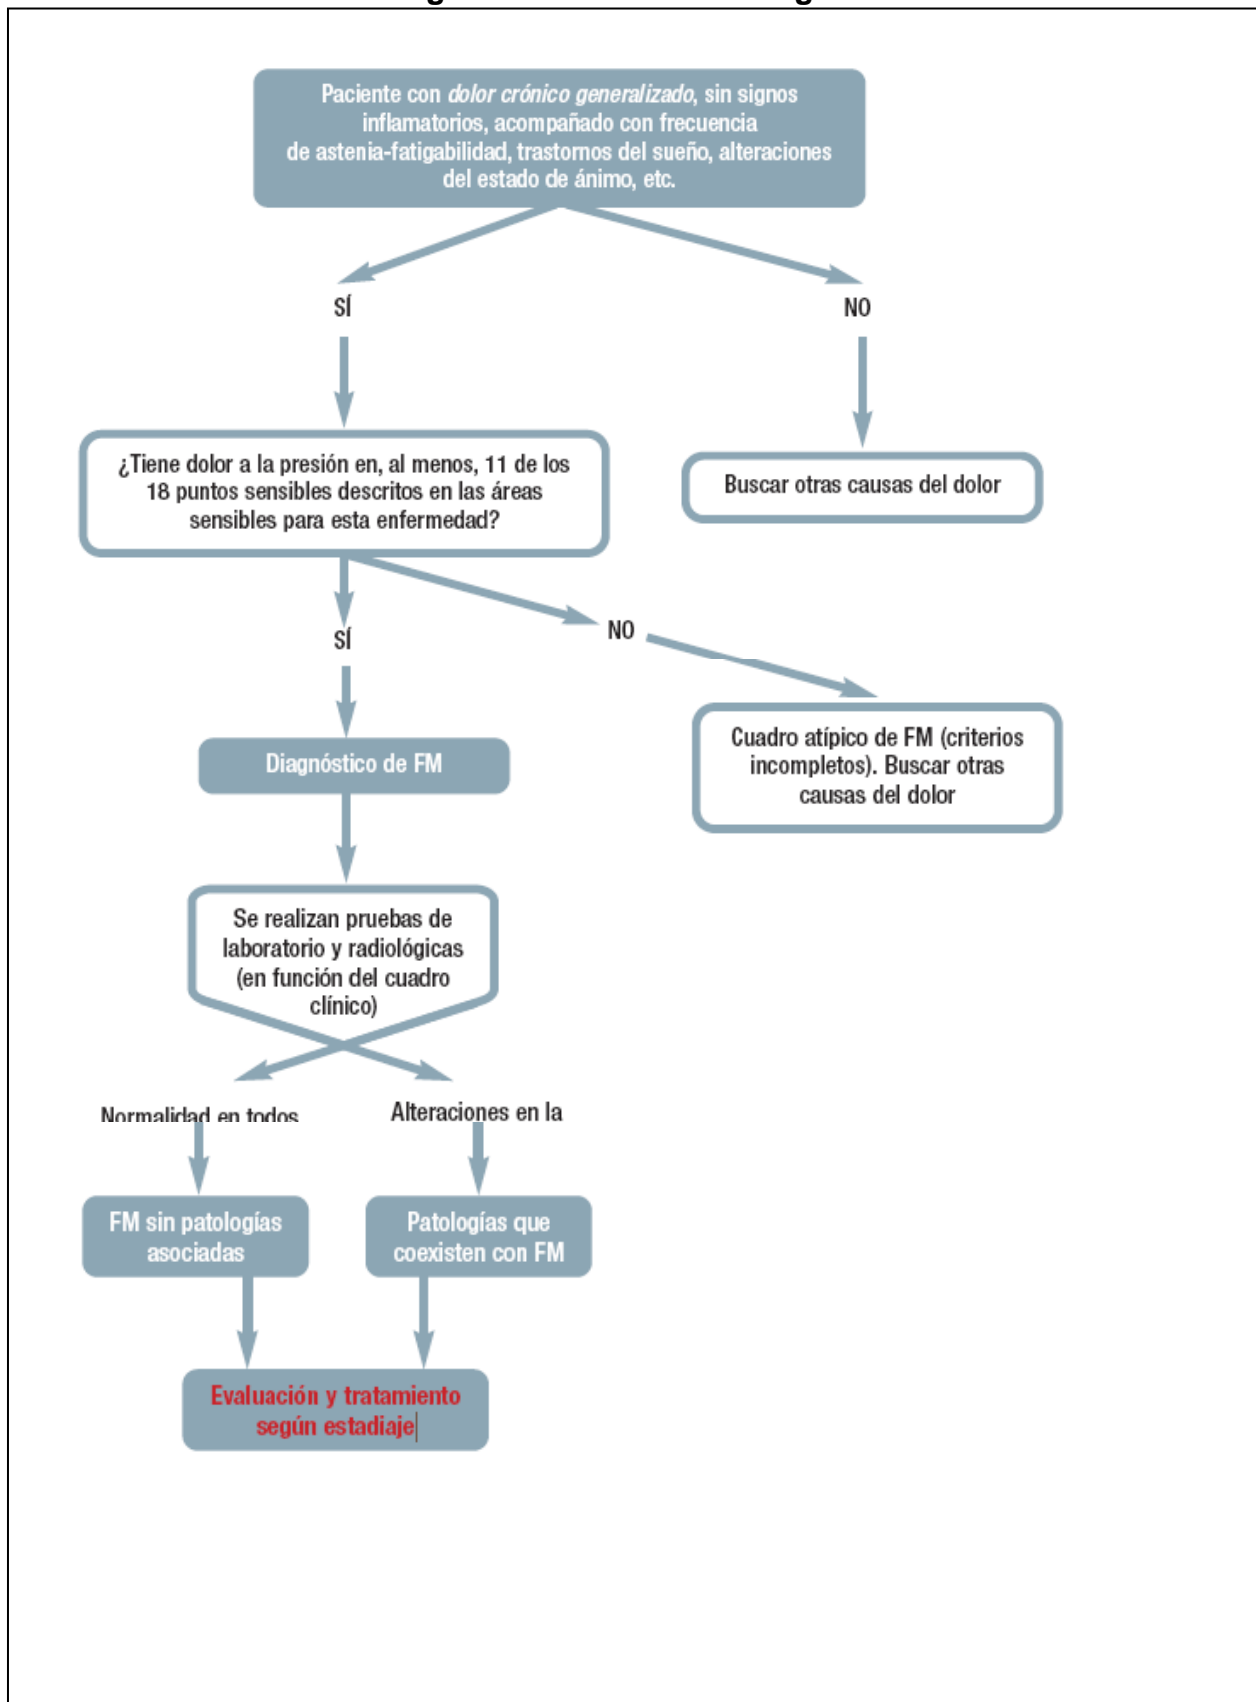 Paciente con dolor crónico generalizado, sin signos
inflamatorios, acompañado con frecuencia
de astenia-fatigabilidad, trastornos del sueño, alteraciones
del estado de ánimo, etc.
SÍ
NO
¿Tiene dolor a la presión en, al menos, 11 de los
18 puntos sensibles descritos en las áreas
sensibles para esta enfermedad?
Buscar otras causas del dolor
SÍ
NO
Diagnóstico de FM
Cuadro atípico de FM (criterios
incompletos). Buscar otras
causas del dolor
Se realizan pruebas de
laboratorio y radiológicas
(en función del cuadro
clínico)
Normalidad en todos
Alteraciones en la
FM sin patologías
asociadas
Patologías que
coexisten con FM
Evaluación y tratamiento
según estadiaje